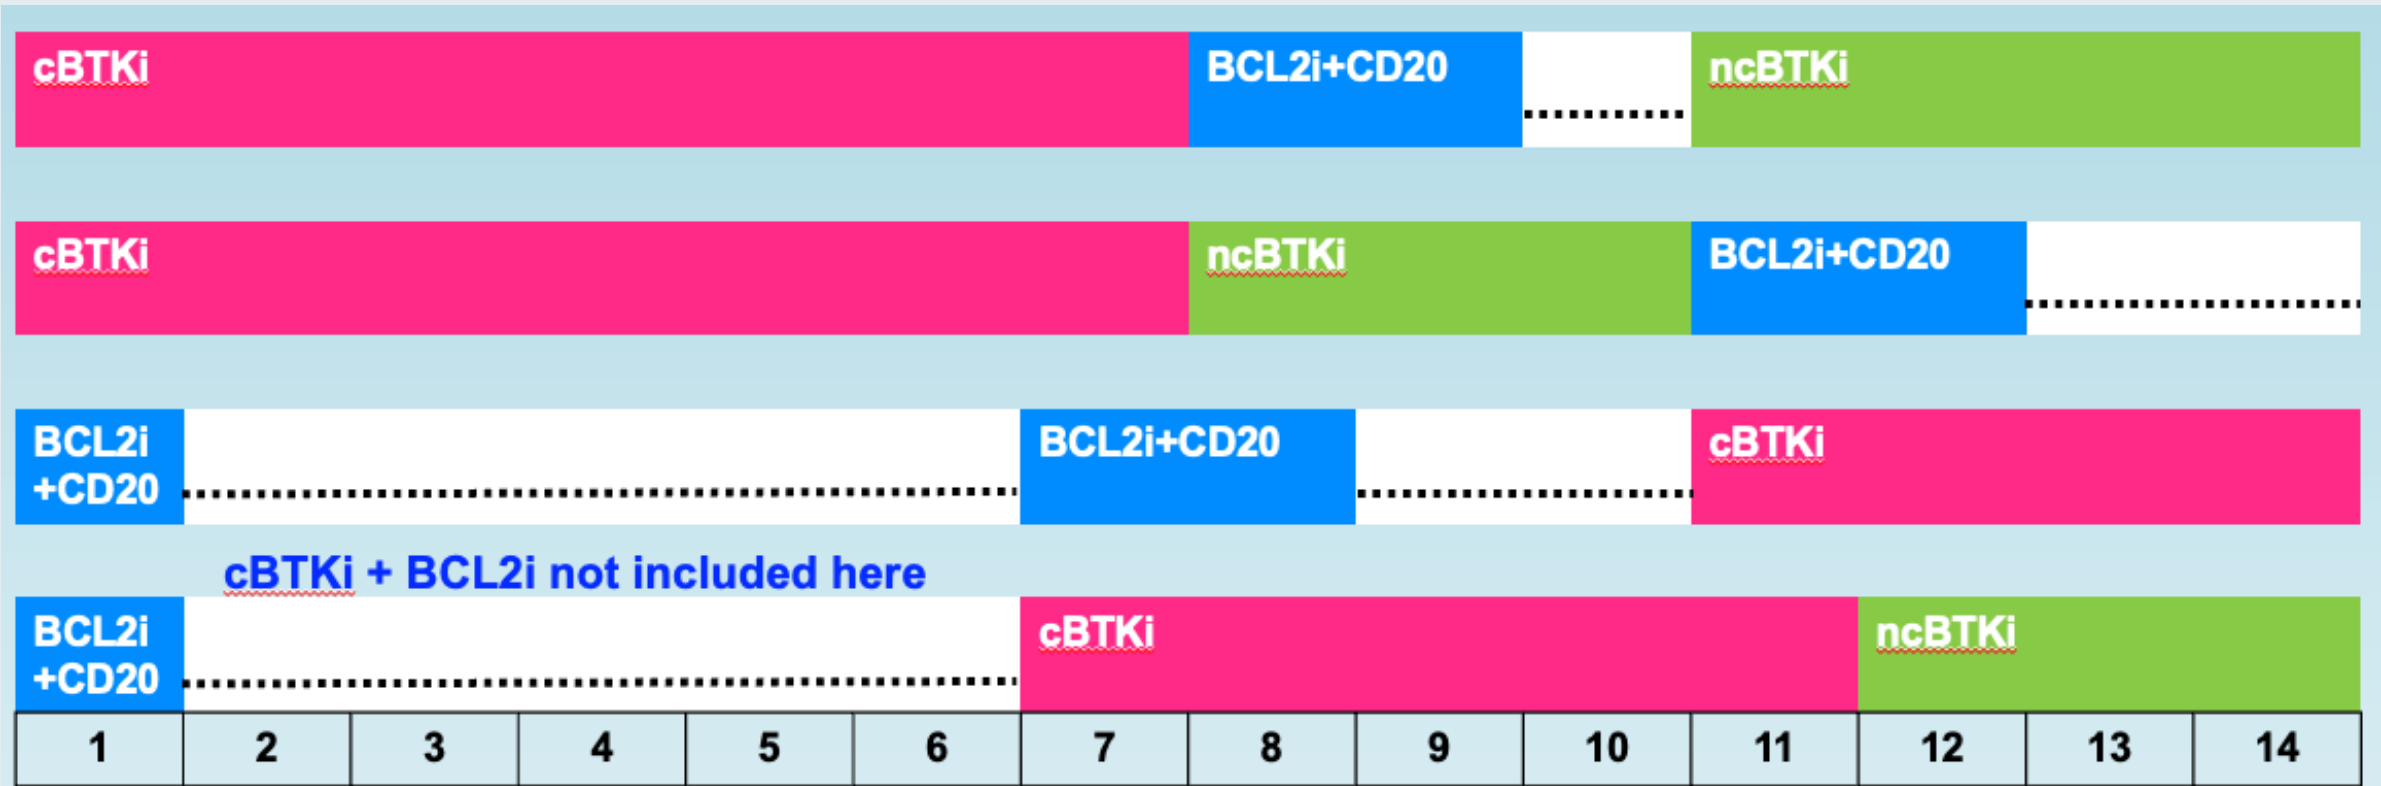 cBTKi
BCL2i+CD20
ncBTKi
cBTKi
ncBTKi
BCL2i+CD20
BCL2i
+CD20
BCL2i+CD20
cBTKi
cBTKi + BCL2i not included here
BCL2i
+CD20
cBTKi
ncBTKi
1 2 3 4 5 6 7 8 9 10 11 12 13 14